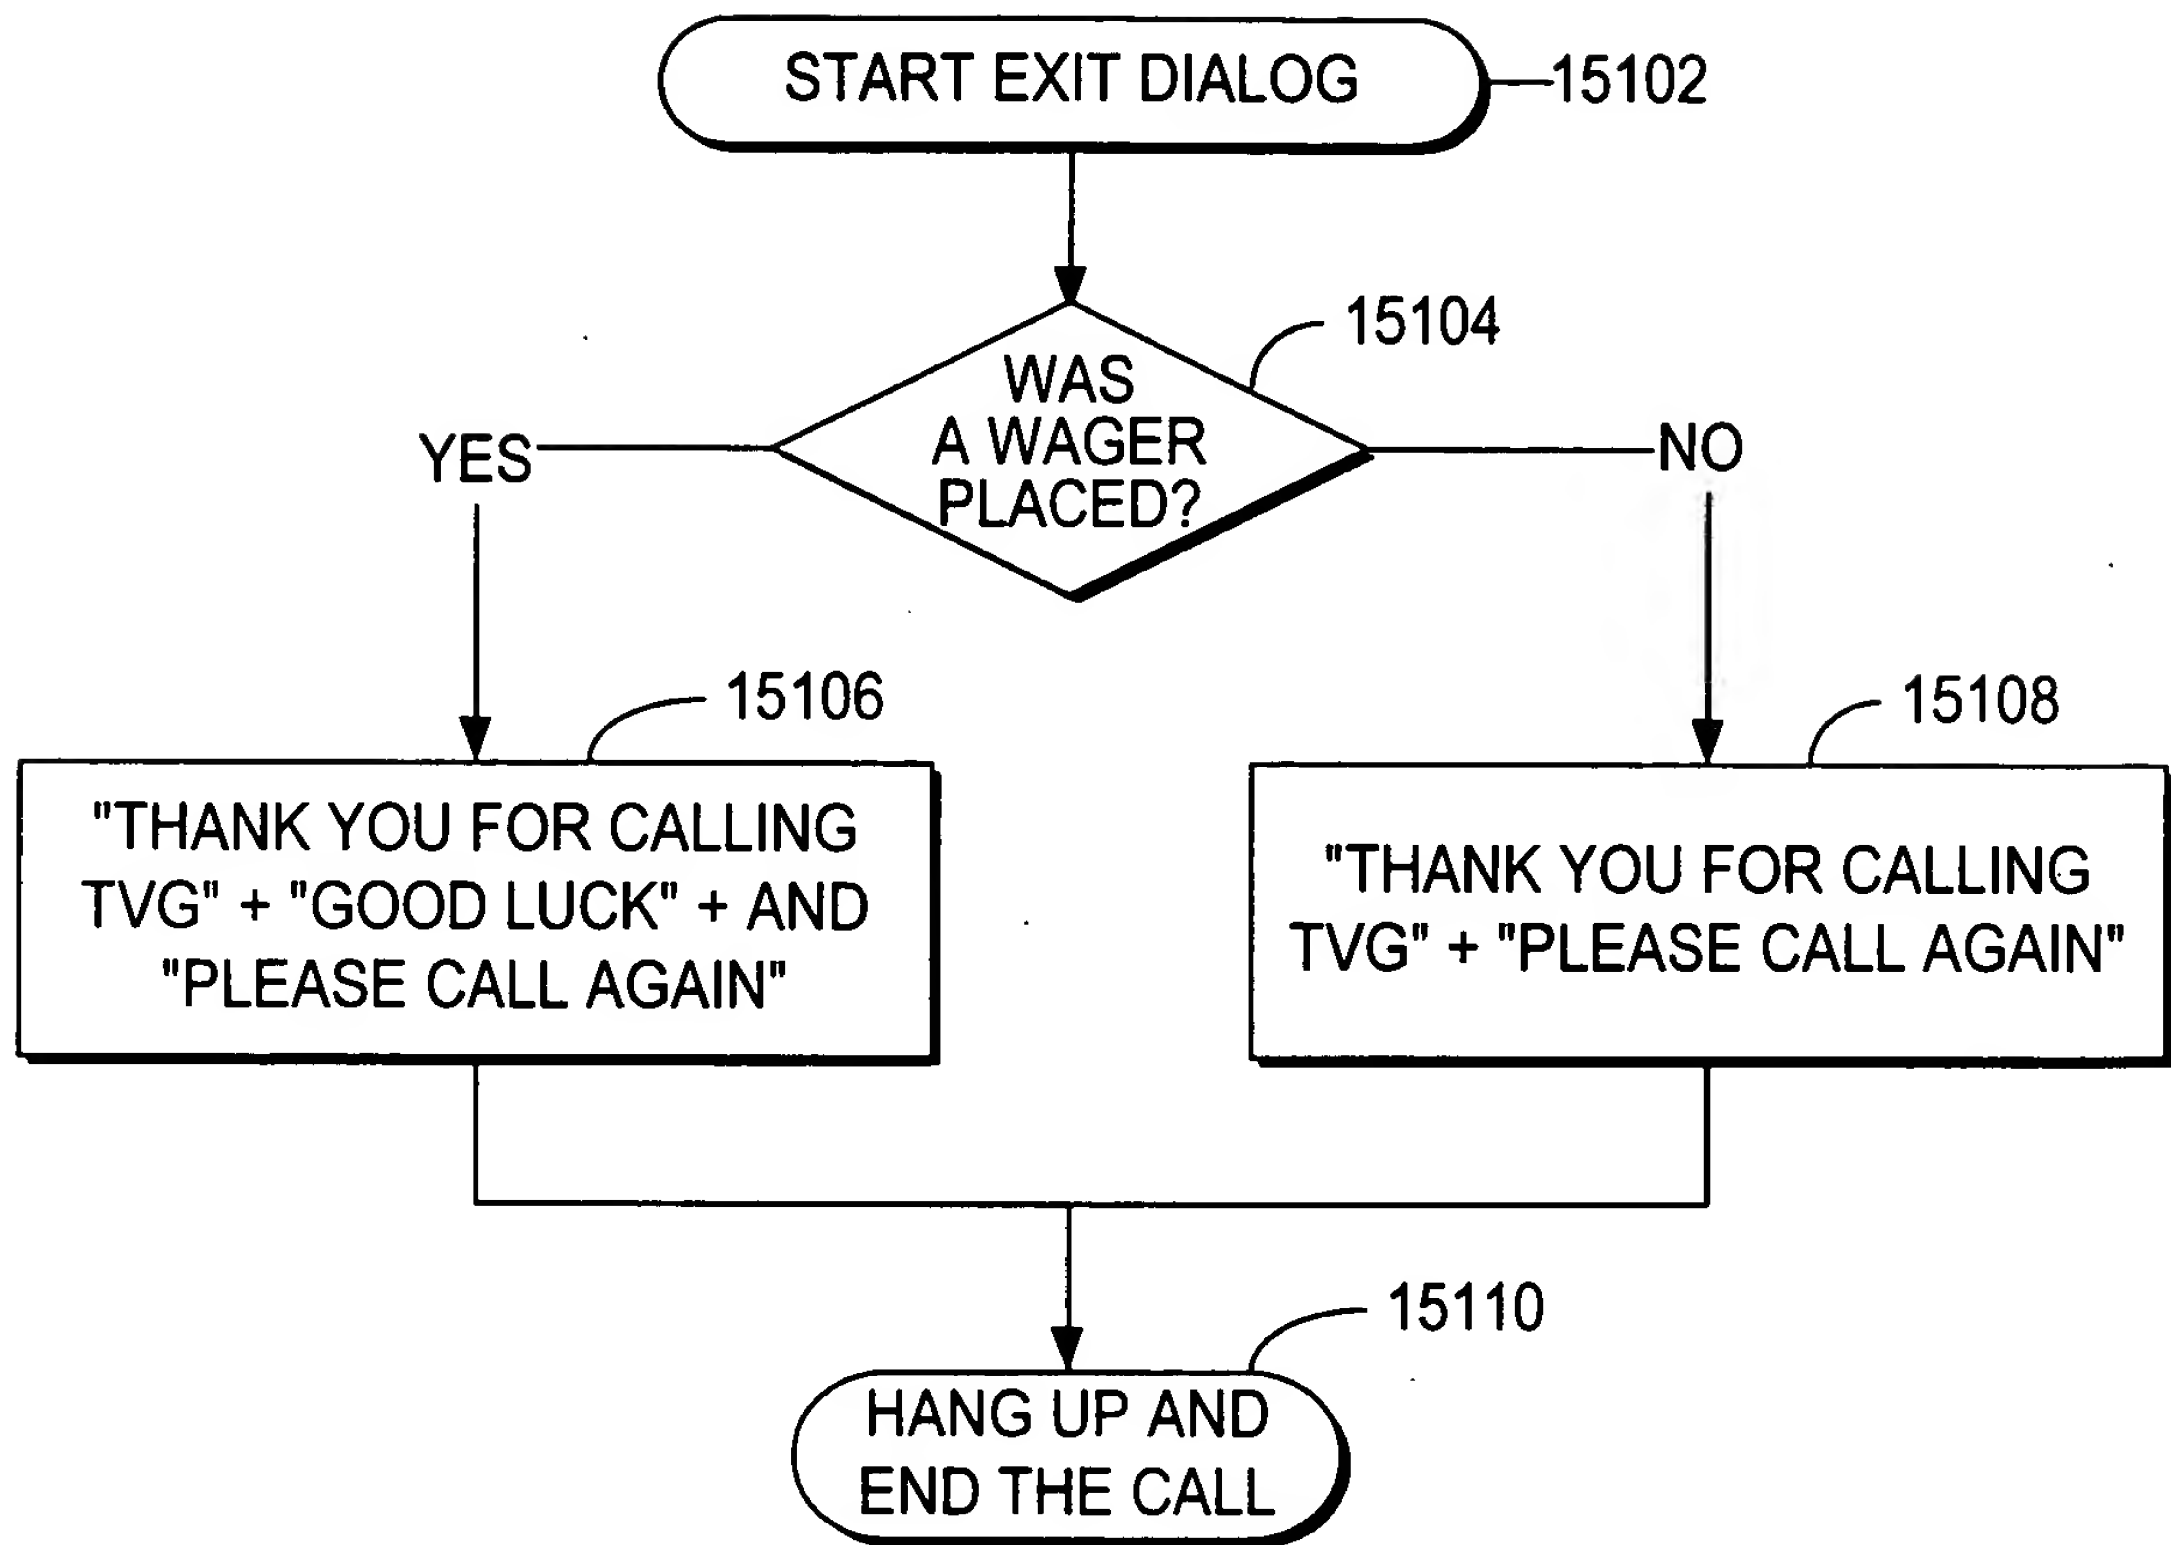 START EXIT DIALOG
15102
15104
WAS
A WAGER
PLACED?
YES
NO
15106
15108
"THANK YOU FOR CALLING
TVG" + "GOOD LUCK" + AND
"PLEASE CALL AGAIN"
"THANK YOU FOR CALLING
TVG" + "PLEASE CALL AGAIN"
15110
HANG UP AND
END THE CALL